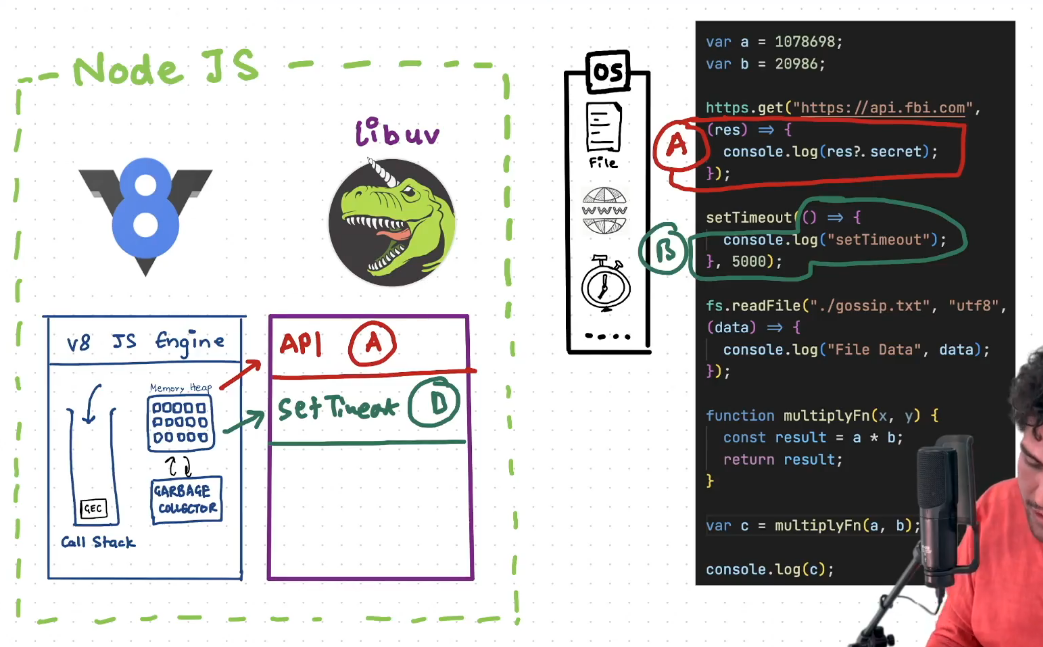 Node JS
libuv
8
V8 JS Engine
Memory Heap
GARBAGE
COLLECTOR
GEC
Call Stack
API A
SetTimeout B
OS
File
WWW
A
B
var a = 1078698;
var b = 20986;
https.get("https://api.fbi.com",
(res) => {
console.log(res?.secret);
});
setTimeout(() => {
console.log("setTimeout");
}, 5000);
fs.readFile("./gossip.txt", "utf8",
(data) => {
console.log("File Data", data);
});
function multiplyFn(x, y) {
const result = a * b;
return result;
}
var c = multiplyFn(a, b);
console.log(c);